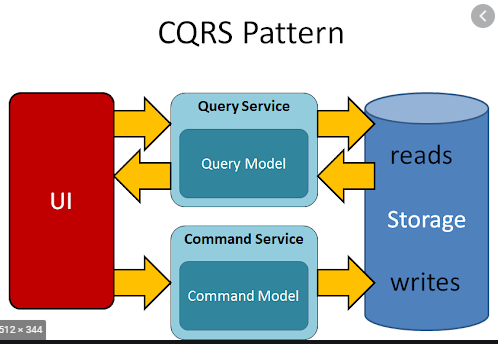 CQRS Pattern
UI
Query Service
Query Model
Command Service
Command Model
reads
Storage
writes
512 × 344